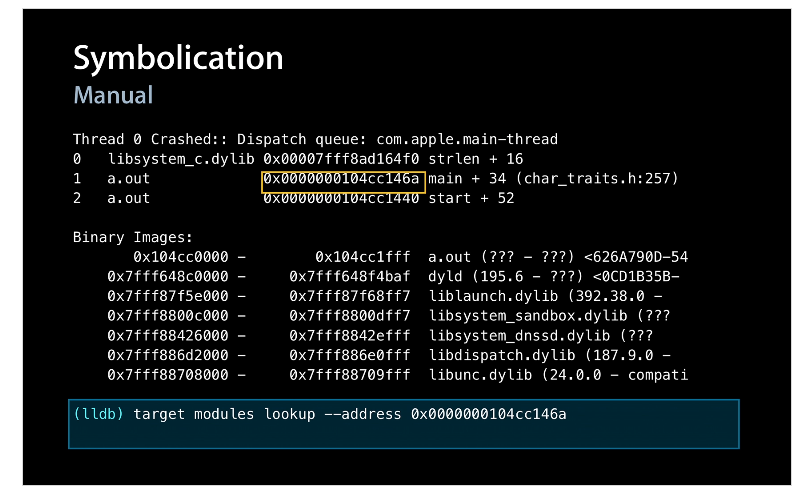 Symbolication
Manual
Thread 0 Crashed:: Dispatch queue: com.apple.main-thread
0 libsystem_c.dylib 0x00007fff8ad164f0 strlen + 16
1 a.out 0x0000000104cc146a main + 34 (char_traits.h:257)
2 a.out 0x0000000104cc1440 start + 52
Binary Images:
0x104cc0000 - 0x104cc1fff a.out (??? - ???) <626A790D-54
0x7fff648c0000 - 0x7fff648f4baf dyld (195.6 - ???) <0CD1B35B-
0x7fff87f5e000 - 0x7fff87f68ff7 liblaunch.dylib (392.38.0 -
0x7fff8800c000 - 0x7fff8800dff7 libsystem_sandbox.dylib (???
0x7fff88426000 - 0x7fff8842efff libsystem_dnssd.dylib (???
0x7fff886d2000 - 0x7fff886e0fff libdispatch.dylib (187.9.0 -
0x7fff88708000 - 0x7fff88709fff libunc.dylib (24.0.0 - compati
(lldb) target modules lookup --address 0x0000000104cc146a